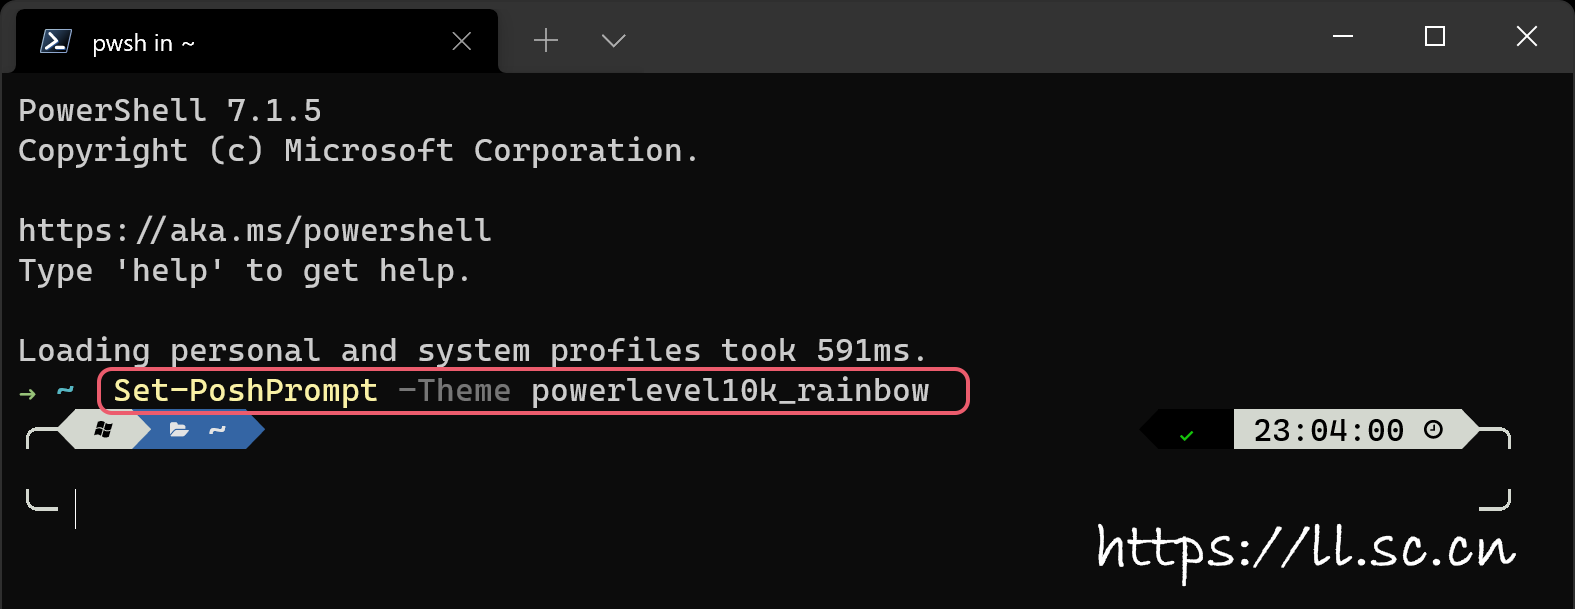 pwsh in ~
PowerShell 7.1.5
Copyright (c) Microsoft Corporation.
https://aka.ms/powershell
Type 'help' to get help.
Loading personal and system profiles took 591ms.
→ ~ Set-PoshPrompt -Theme powerlevel10k_rainbow
~ ✓ 23:04:00
https://ll.sc.cn